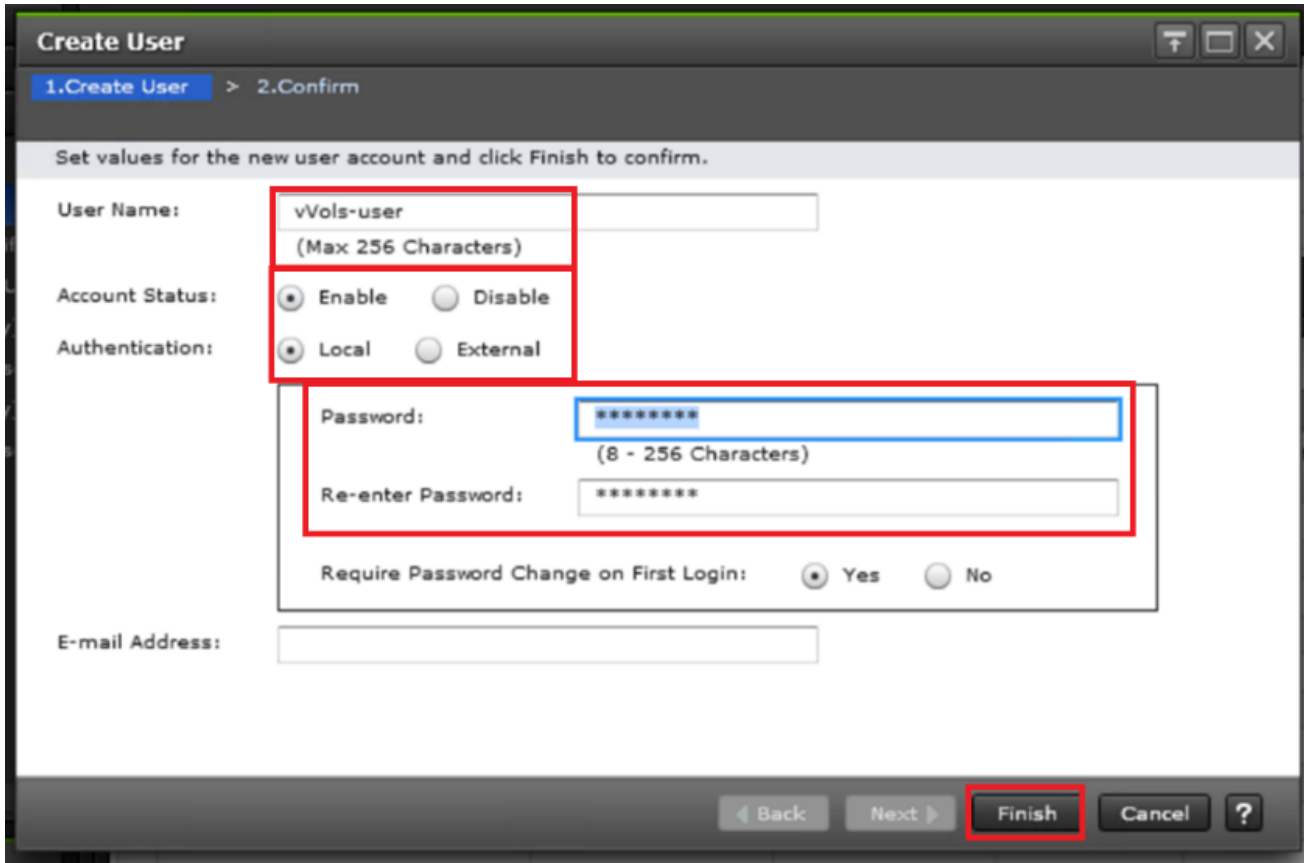 Create User
1.Create User > 2.Confirm
Set values for the new user account and click Finish to confirm.
User Name: vVols-user
(Max 256 Characters)
Account Status: Enable Disable
Authentication: Local External
Password: ********
(8 - 256 Characters)
Re-enter Password: ********
Require Password Change on First Login: Yes No
E-mail Address:
Back Next Finish Cancel ?